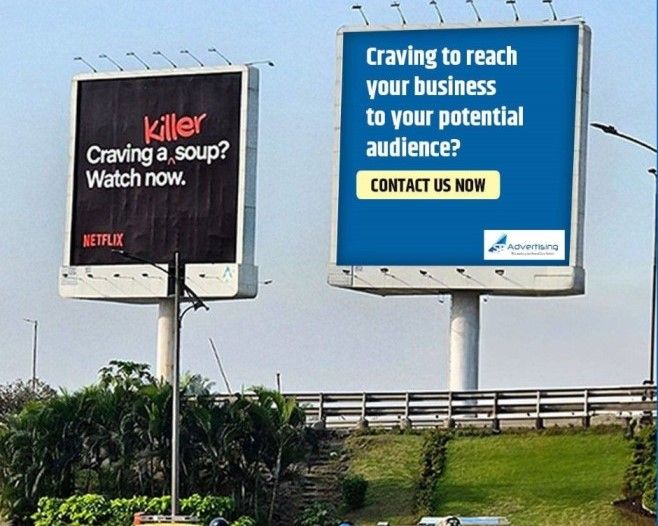 killer
Craving a soup?
Watch now.
NETFLIX
Craving to reach
your business
to your potential
audience?
CONTACT US NOW
SP Advertising